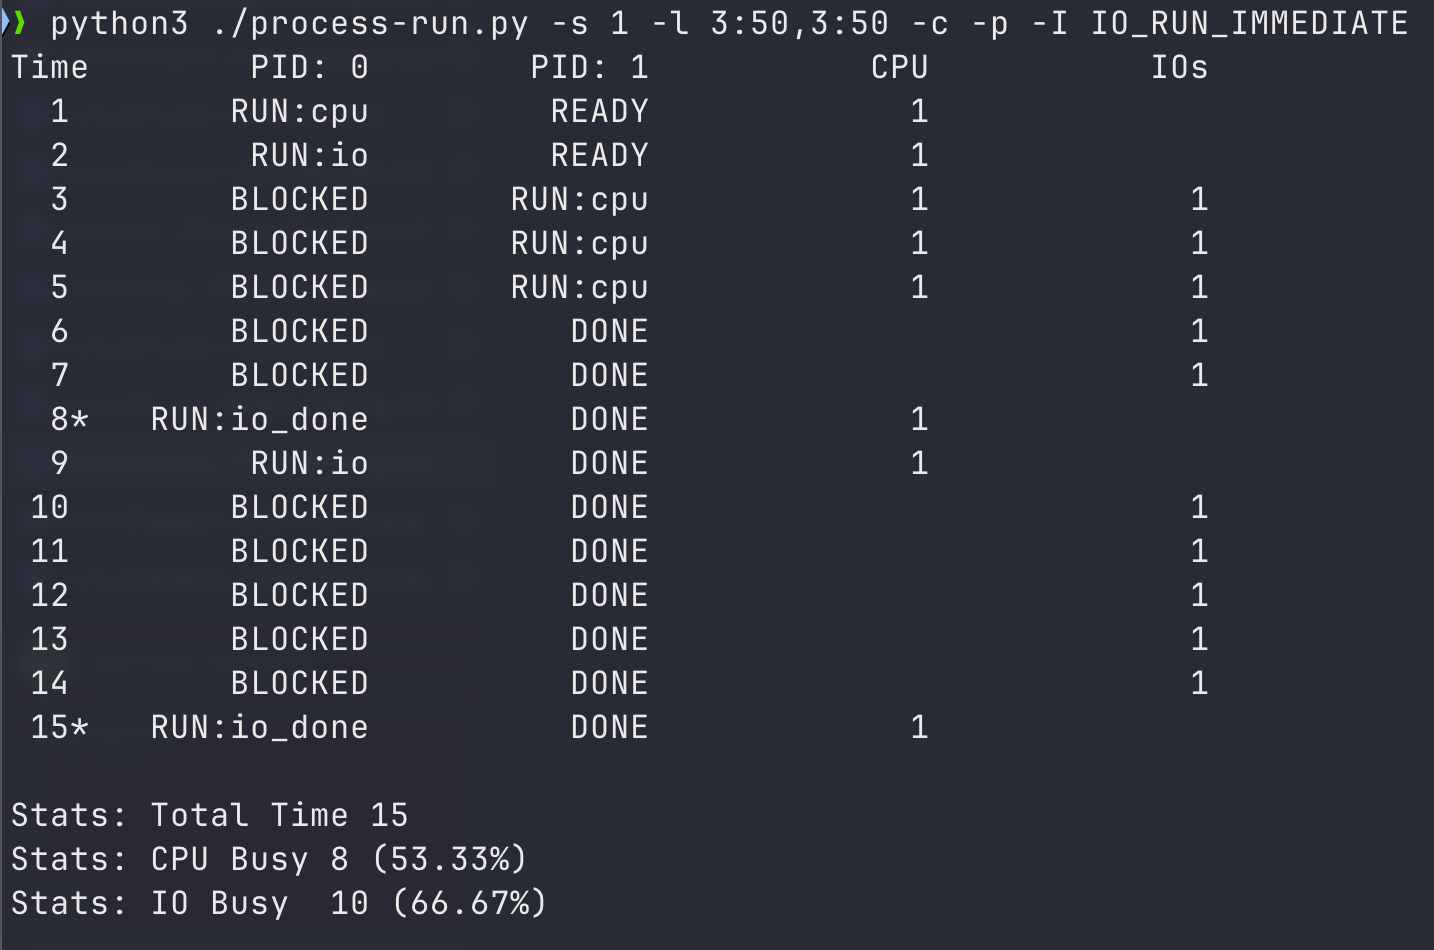 ❯ python3 ./process-run.py -s 1 -l 3:50,3:50 -c -p -I IO_RUN_IMMEDIATE
Time        PID: 0        PID: 1           CPU           IOs
  1        RUN:cpu         READY             1
  2         RUN:io         READY             1
  3        BLOCKED       RUN:cpu             1             1
  4        BLOCKED       RUN:cpu             1             1
  5        BLOCKED       RUN:cpu             1             1
  6        BLOCKED          DONE                           1
  7        BLOCKED          DONE                           1
  8*   RUN:io_done          DONE             1
  9         RUN:io          DONE             1
 10        BLOCKED          DONE                           1
 11        BLOCKED          DONE                           1
 12        BLOCKED          DONE                           1
 13        BLOCKED          DONE                           1
 14        BLOCKED          DONE                           1
 15*   RUN:io_done          DONE             1

Stats: Total Time 15
Stats: CPU Busy 8 (53.33%)
Stats: IO Busy  10 (66.67%)